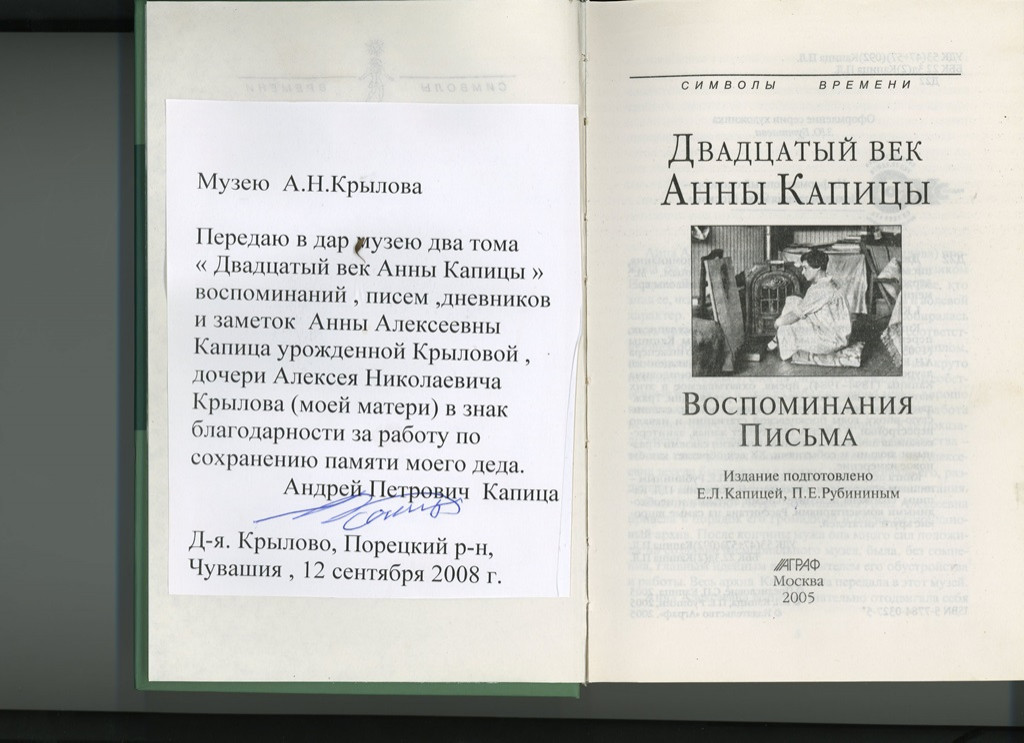 Музею А.Н.Крылова
Передаю в дар музею два тома
« Двадцатый век Анны Капицы »
воспоминаний , писем ,дневников
и заметок Анны Алексеевны
Капица урожденной Крыловой ,
дочери Алексея Николаевича
Крылова (моей матери) в знак
благодарности за работу по
сохранению памяти моего деда.
Андрей Петрович Капица
Д-я. Крылово, Порецкий р-н,
Чувашия , 12 сентября 2008 г.
СИМВОЛЫ ВРЕМЕНИ
ДВАДЦАТЫЙ ВЕК
АННЫ КАПИЦЫ
ВОСПОМИНАНИЯ
ПИСЬМА
Издание подготовлено
Е.Л.Капицей, П.Е.Рубининым
АГРАФ
Москва
2005